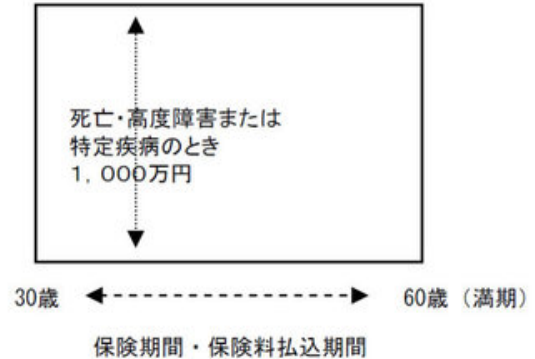 死亡・高度障害または
特定疾病のとき
1,000万円
30歳
60歳（満期）
保険期間・保険料払込期間